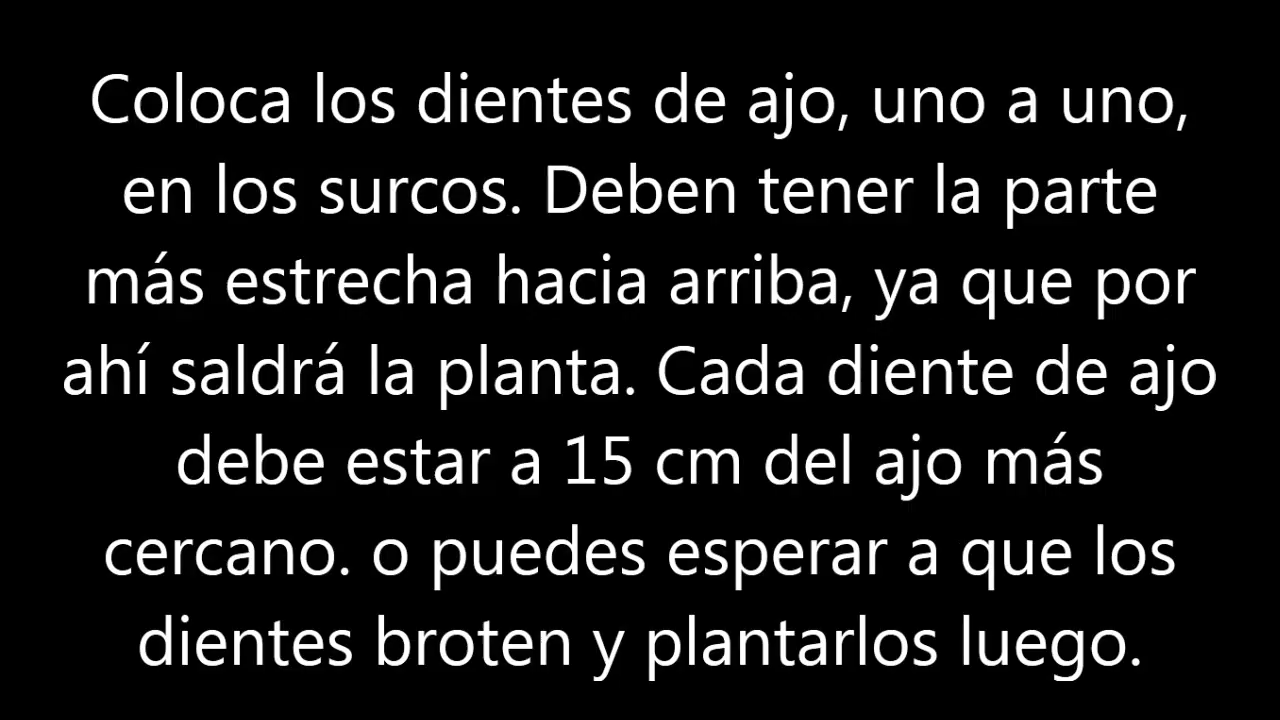 Coloca los dientes de ajo, uno a uno,
en los surcos. Deben tener la parte
más estrecha hacia arriba, ya que por
ahí saldrá la planta. Cada diente de ajo
debe estar a 15 cm del ajo más
cercano. o puedes esperar a que los
dientes broten y plantarlos luego.